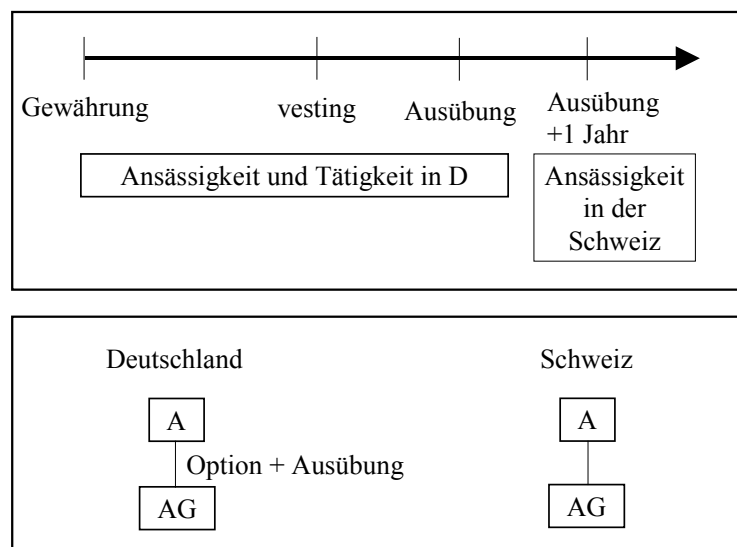 Gewährung
vesting
Ausübung
Ausübung
+1 Jahr
Ansässigkeit und Tätigkeit in D
Ansässigkeit
in der
Schweiz
Deutschland
Schweiz
A
A
Option + Ausübung
AG
AG